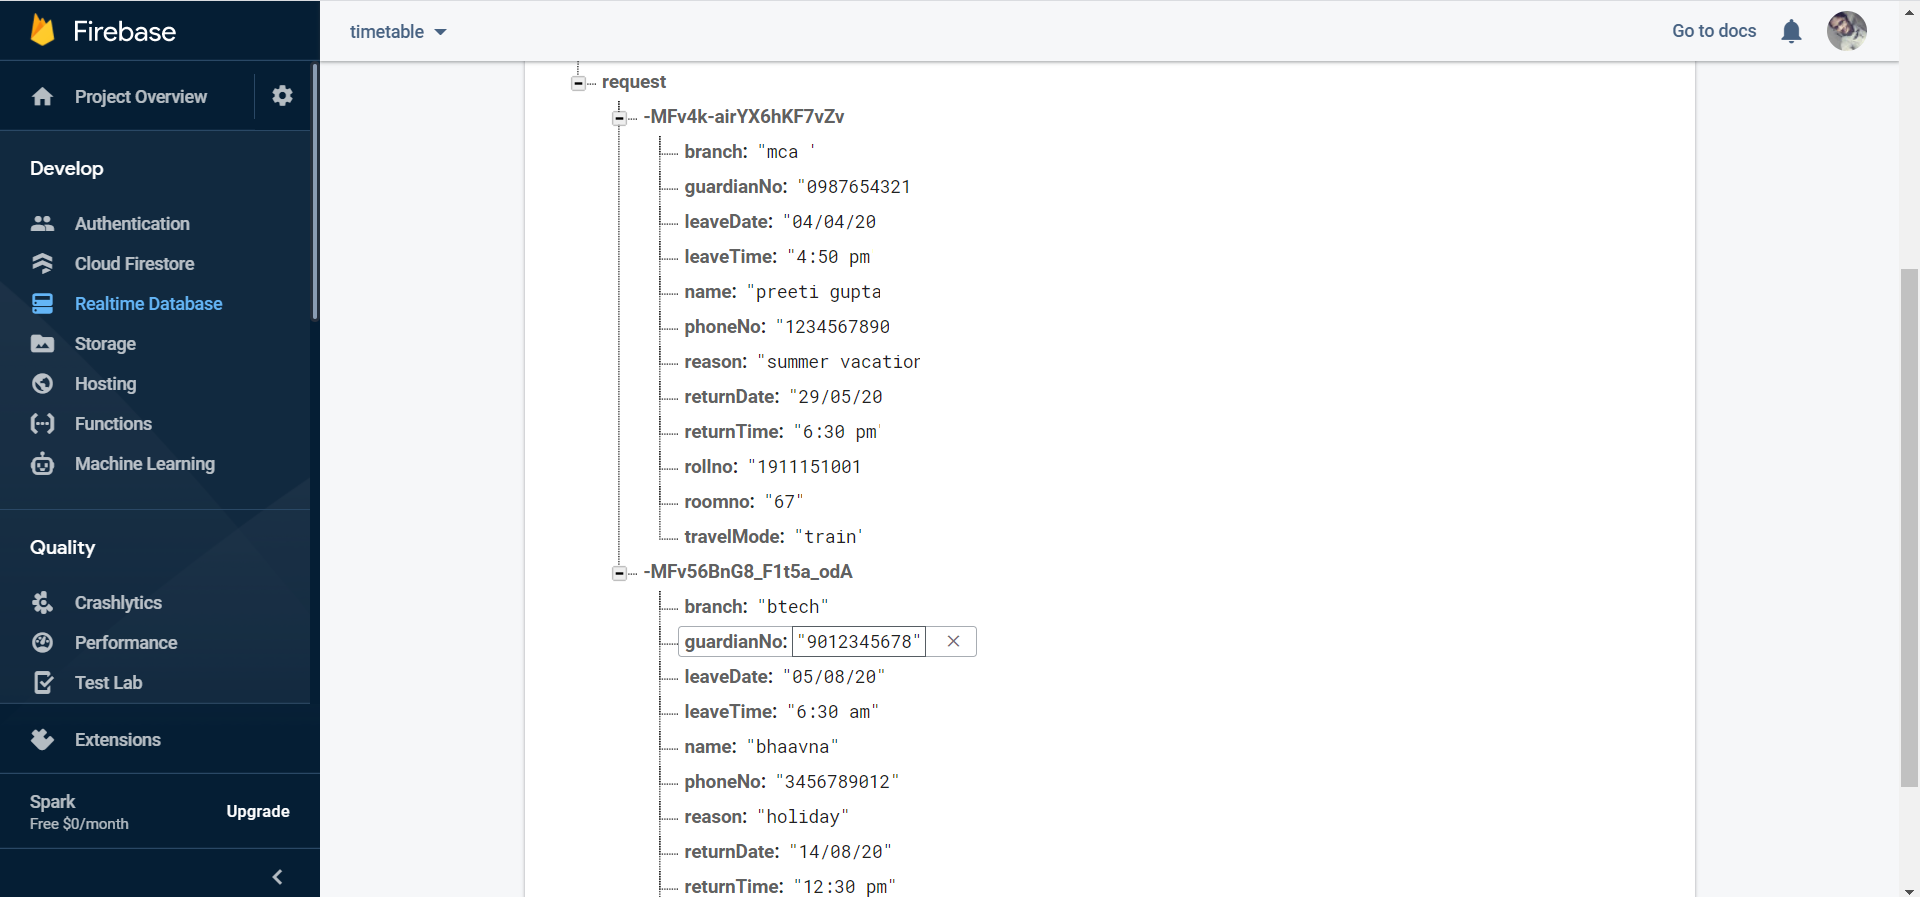 Firebase
Project Overview
Develop
Authentication
Cloud Firestore
Realtime Database
Storage
Hosting
Functions
Machine Learning
Quality
Crashlytics
Performance
Test Lab
Extensions
Spark
Free $0/month
Upgrade
timetable
Go to docs
request
-MFv4k-airYX6hKF7vZv
branch: "mca '
guardianNo: "0987654321
leaveDate: "04/04/20
leaveTime: "4:50 pm
name: "preeti gupta
phoneNo: "1234567890
reason: "summer vacation
returnDate: "29/05/20
returnTime: "6:30 pm'
rollno: "1911151001
roomno: "67"
travelMode: "train'
-MFv56BnG8_F1t5a_odA
branch: "btech"
guardianNo: "9012345678"
leaveDate: "05/08/20"
leaveTime: "6:30 am"
name: "bhaavna"
phoneNo: "3456789012"
reason: "holiday"
returnDate: "14/08/20"
returnTime: "12:30 pm"